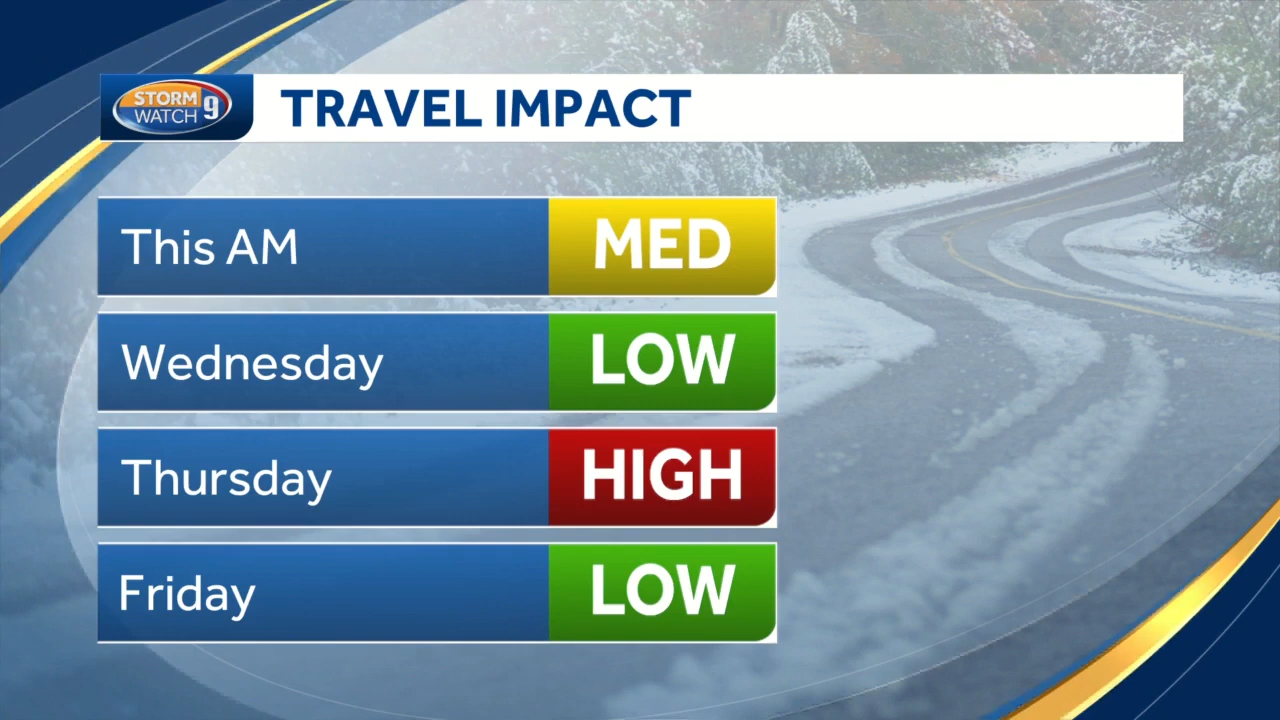 STORM
WATCH 9
TRAVEL IMPACT
This AM MED
Wednesday LOW
Thursday HIGH
Friday LOW